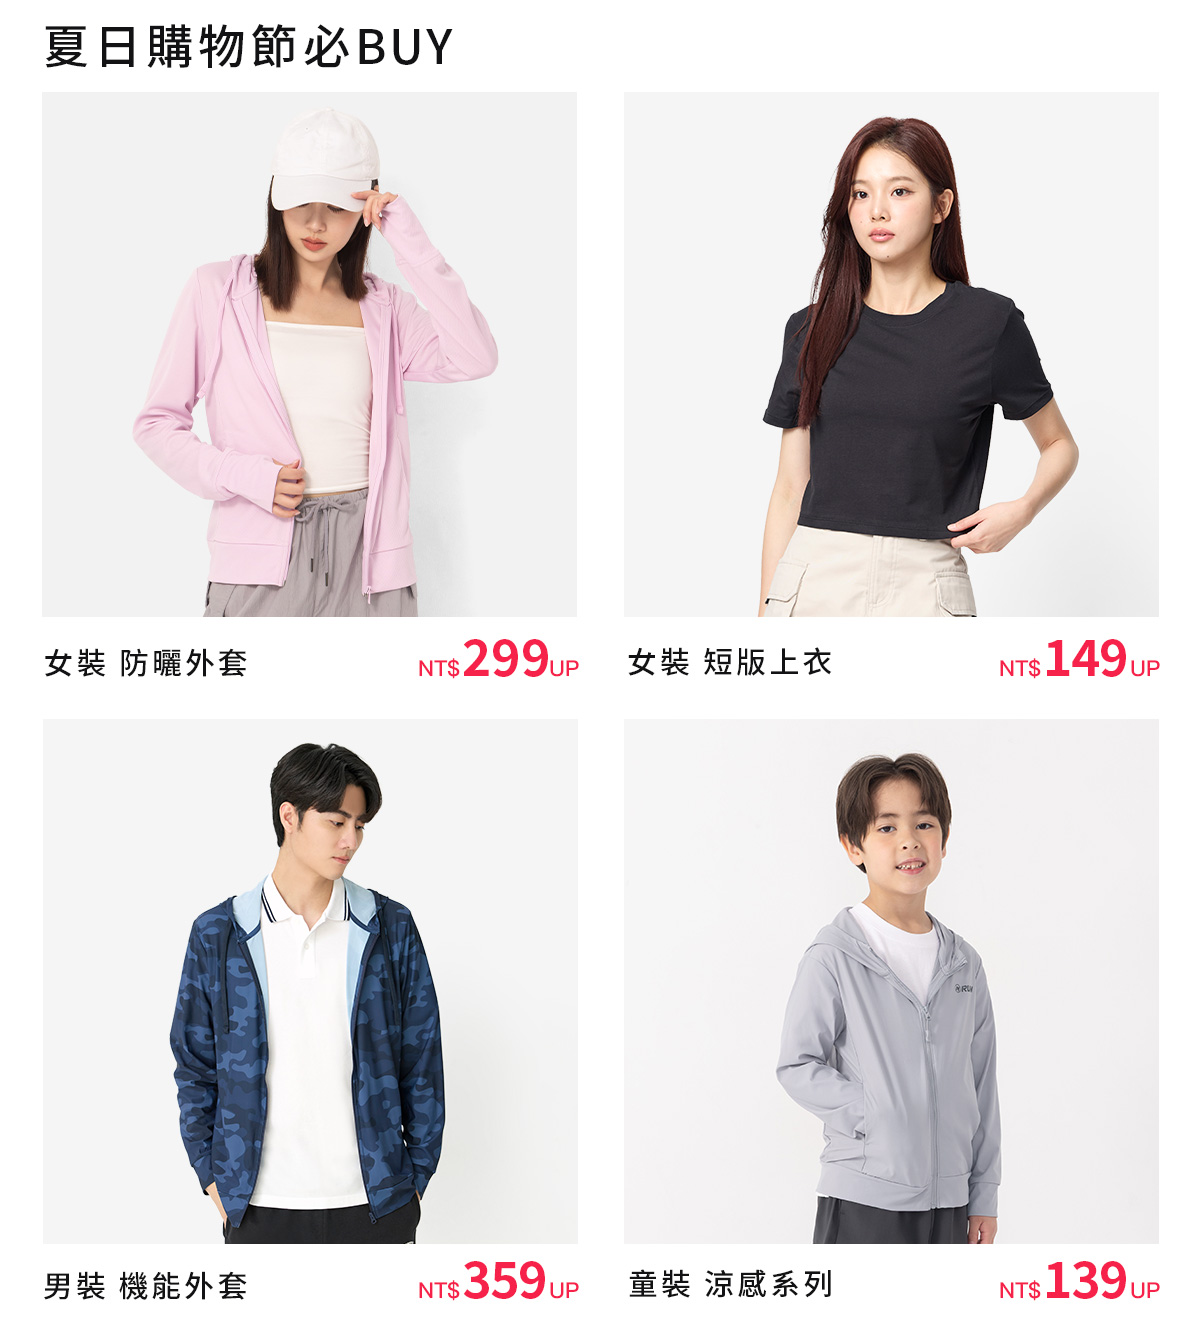 夏日購物節必BUY
女裝 防曬外套 NT$299UP
女裝 短版上衣 NT$149UP
男裝 機能外套 NT$359UP
童裝 涼感系列 NT$139UP